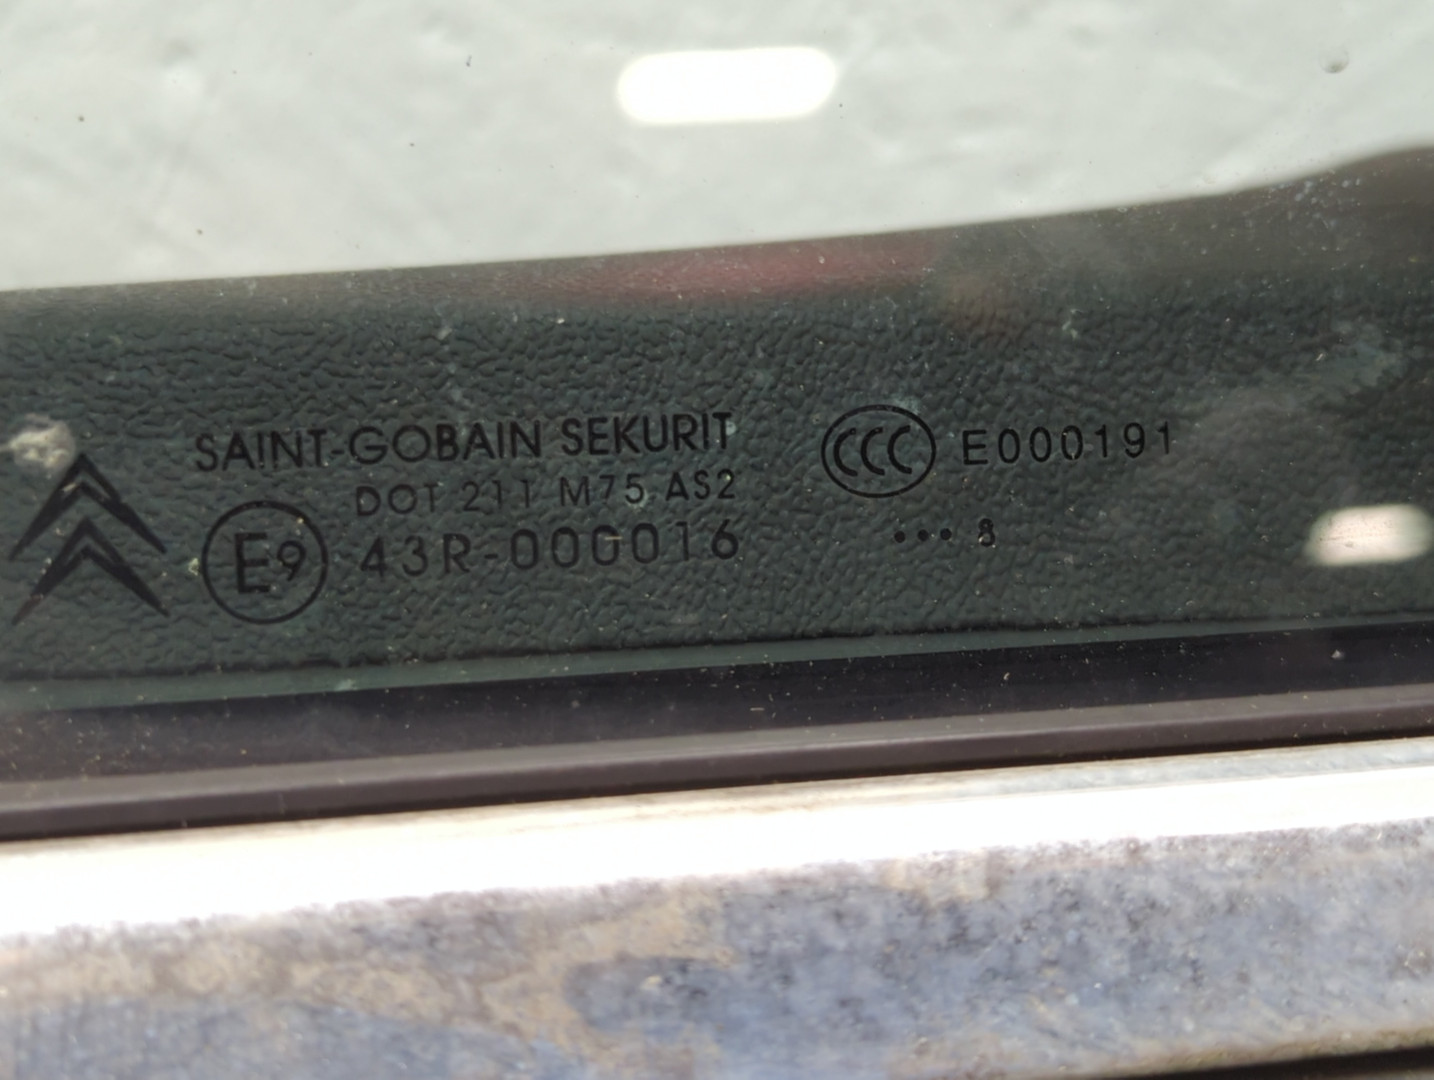 SAINT-GOBAIN SEKURIT
DOT 211 M75 AS2
E9 43R-000016
CCC E000191
••• 8